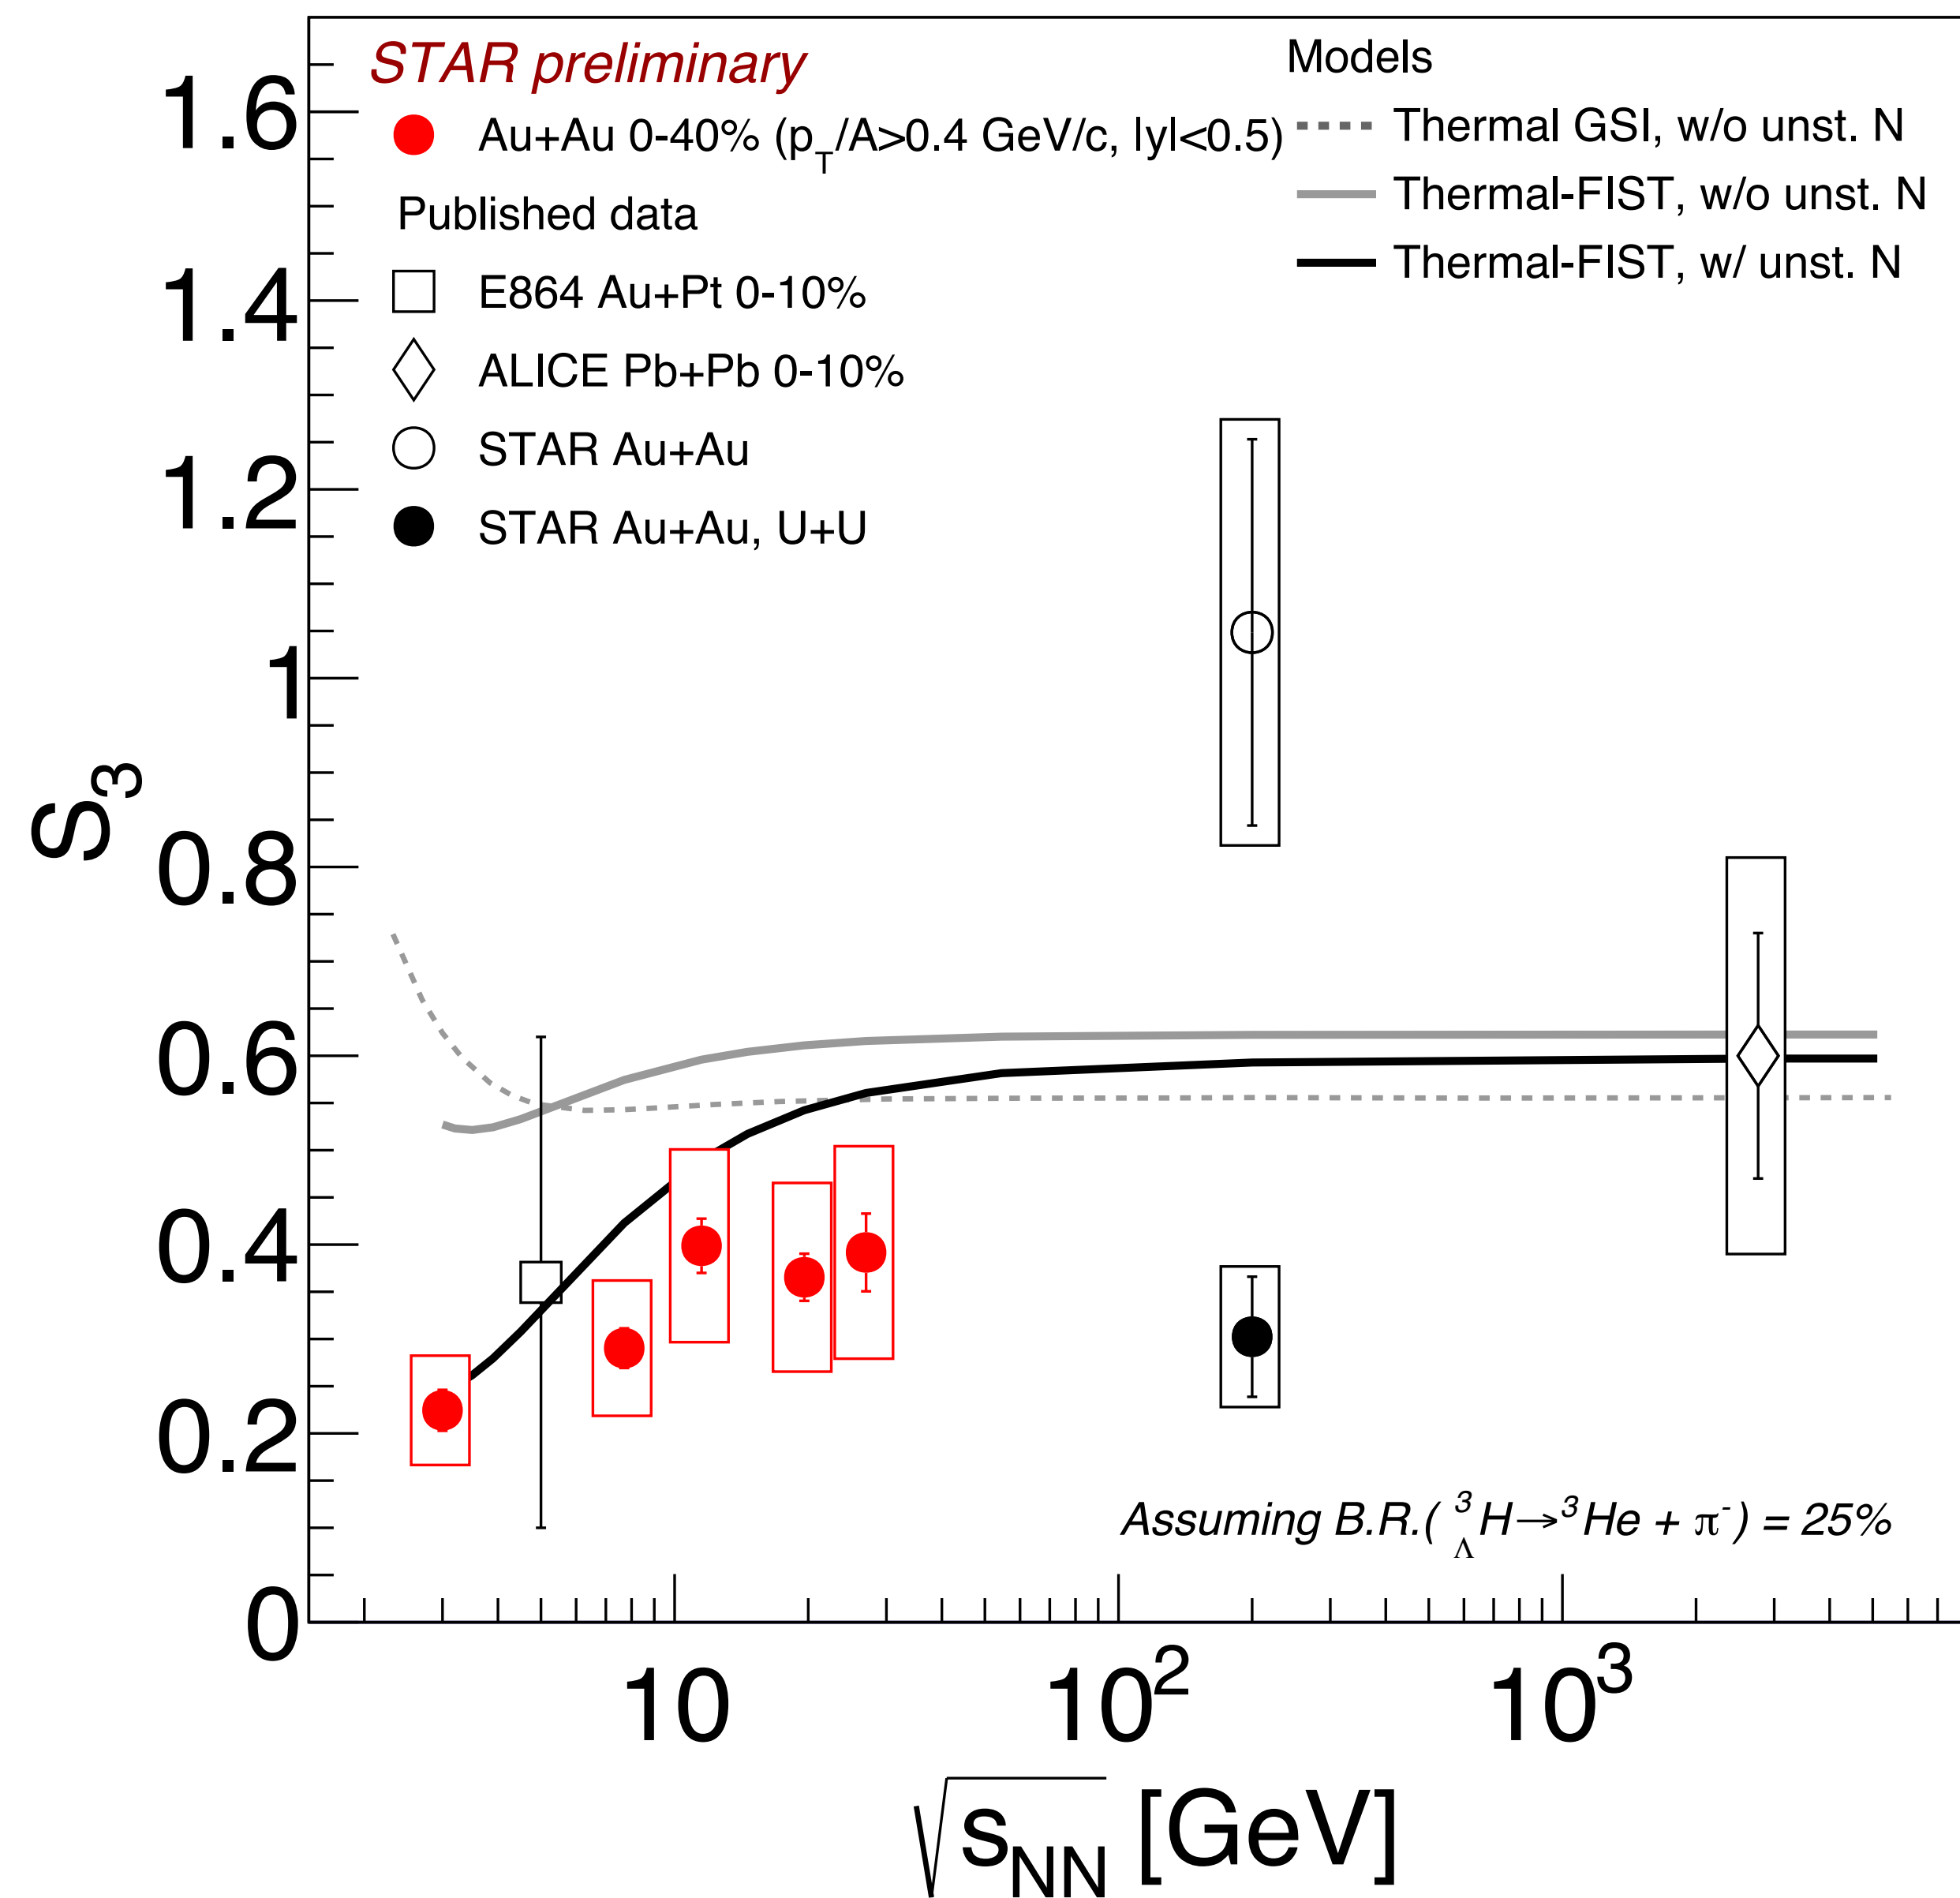 STAR preliminary
Au+Au 0-40% (p_T/A>0.4 GeV/c, |y|<0.5)
Published data
E864 Au+Pt 0-10%
ALICE Pb+Pb 0-10%
STAR Au+Au
STAR Au+Au, U+U
Models
Thermal GSI, w/o unst. N
Thermal-FIST, w/o unst. N
Thermal-FIST, w/ unst. N
1.6
1.4
1.2
1
0.8
0.6
0.4
0.2
0
S₃
Assuming B.R.(³_ΛH→³He + π⁻) = 25%
10
10²
10³
√s_NN [GeV]